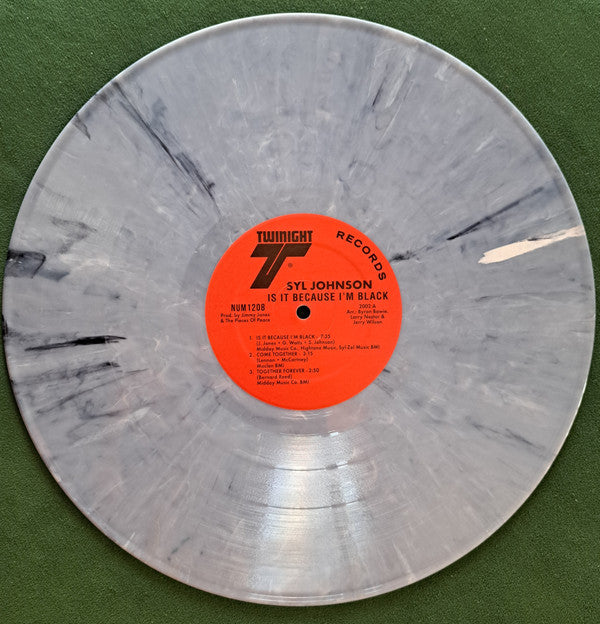 TWINIGHT
RECORDS
T®
SYL JOHNSON
IS IT BECAUSE I'M BLACK
NUM1208
Prod. by Jimmy Jones
& The Pieces Of Peace
2002-A
Arr.: Byron Bowie,
Larry Nestor &
Jerry Wilson
1. IS IT BECAUSE I'M BLACK - 7:35
(J. Jones - G. Watts - S. Johnson)
Midday Music Co., Hightone Music, Syl-Zel Music BMI
2. COME TOGETHER - 3:15
(Lennon - McCartney)
Maclen BMI
3. TOGETHER FOREVER - 2:50
(Bernard Reed)
Midday Music Co. BMI